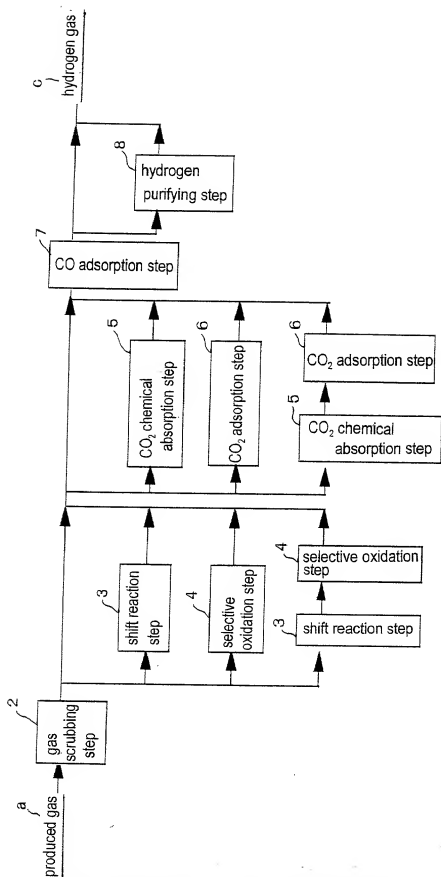 a
produced gas
2
gas
scrubbing
step
3
shift reaction
step
4
selective
oxidation step
3
shift reaction step
4
selective oxidation
step
5
CO₂ chemical
absorption step
6
CO₂ adsorption step
5
CO₂ chemical
absorption step
6
CO₂ adsorption step
7
CO adsorption step
8
hydrogen
purifying step
c
hydrogen gas